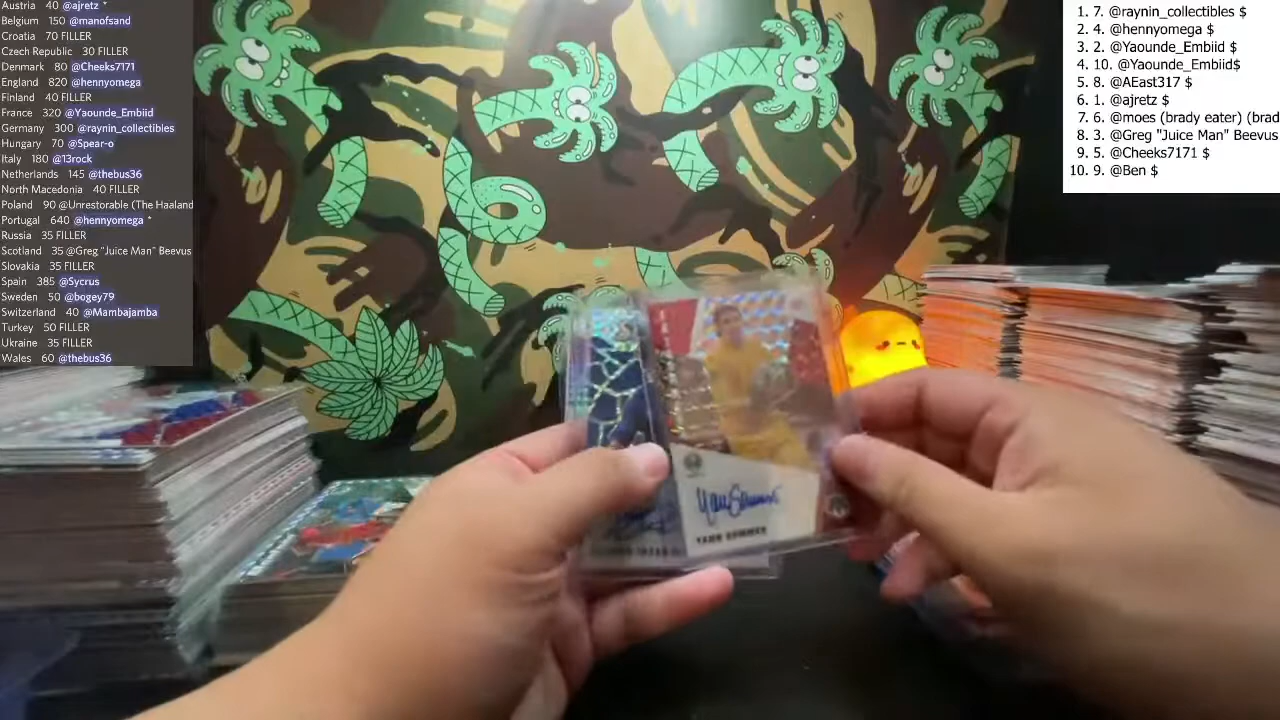 Austria 40 @ajretz *
Belgium 150 @manofsand
Croatia 70 FILLER
Czech Republic 30 FILLER
Denmark 80 @Cheeks7171
England 820 @hennyomega
Finland 40 FILLER
France 320 @Yaounde_Embiid
Germany 300 @raynin_collectibles
Hungary 70 @Spear-o
Italy 180 @13rock
Netherlands 145 @thebus36
North Macedonia 40 FILLER
Poland 90 @Unrestorable (The Haaland
Portugal 640 @hennyomega *
Russia 35 FILLER
Scotland 35 @Greg "Juice Man" Beevus
Slovakia 35 FILLER
Spain 385 @Sycrus
Sweden 50 @bogey79
Switzerland 40 @Mambajamba
Turkey 50 FILLER
Ukraine 35 FILLER
Wales 60 @thebus36
1. 7. @raynin_collectibles $
2. 4. @hennyomega $
3. 2. @Yaounde_Embiid $
4. 10. @Yaounde_Embiid$
5. 8. @AEast317 $
6. 1. @ajretz $
7. 6. @moes (brady eater) (brad
8. 3. @Greg "Juice Man" Beevus
9. 5. @Cheeks7171 $
10. 9. @Ben $
Yann Sommer
YANN SOMMER